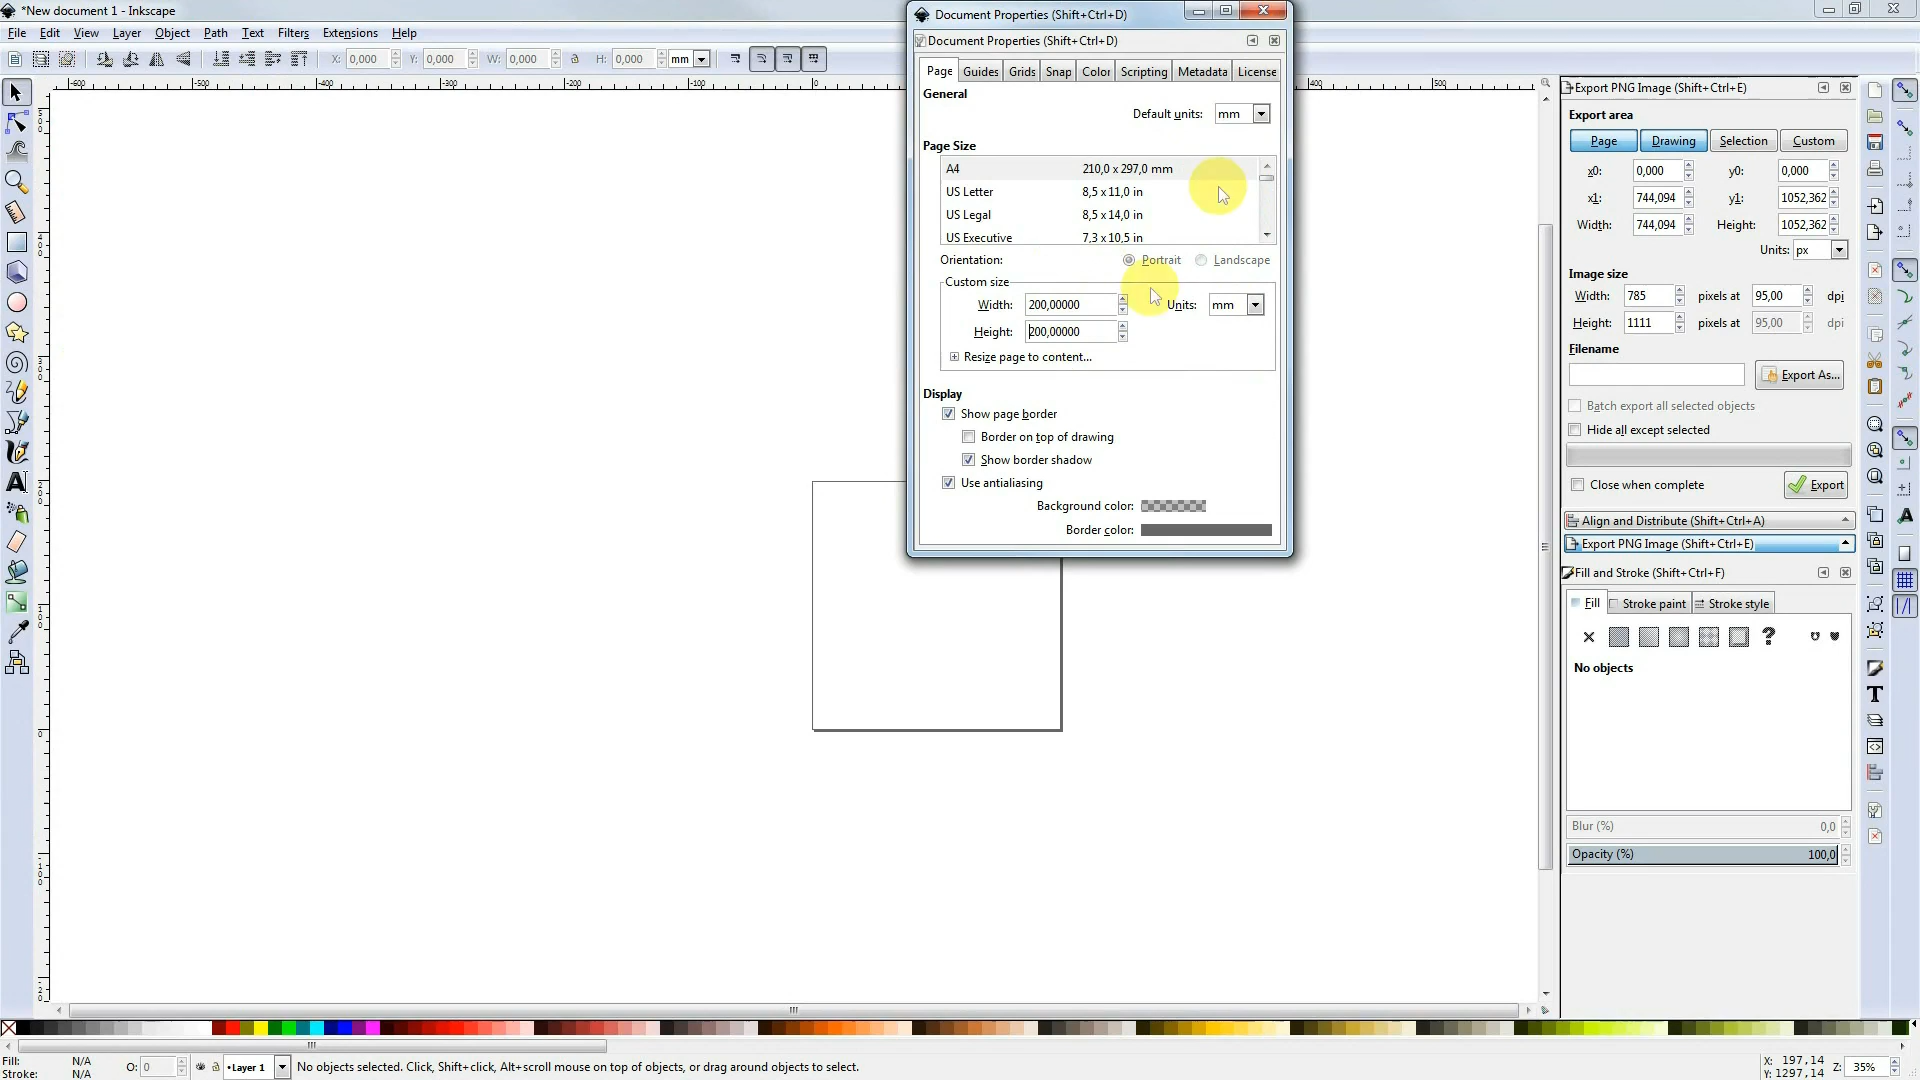 *New document 1 - Inkscape
File Edit View Layer Object Path Text Filters Extensions Help
X: 0,000 Y: 0,000 W: 0,000 H: 0,000 mm
Document Properties (Shift+Ctrl+D)
Document Properties (Shift+Ctrl+D)
Page Guides Grids Snap Color Scripting Metadata License
General
Default units: mm
Page Size
A4 210,0 x 297,0 mm
US Letter 8,5 x 11,0 in
US Legal 8,5 x 14,0 in
US Executive 7,3 x 10,5 in
Orientation: Portrait Landscape
Custom size
Width: 200,00000 Units: mm
Height: 200,00000
Resize page to content...
Display
Show page border
Border on top of drawing
Show border shadow
Use antialiasing
Background color:
Border color:
Export PNG Image (Shift+Ctrl+E)
Export area
Page Drawing Selection Custom
x0: 0,000 y0: 0,000
x1: 744,094 y1: 1052,362
Width: 744,094 Height: 1052,362
Units: px
Image size
Width: 785 pixels at 95,00 dpi
Height: 1111 pixels at 95,00 dpi
Filename
Export As...
Batch export all selected objects
Hide all except selected
Close when complete Export
Align and Distribute (Shift+Ctrl+A)
Export PNG Image (Shift+Ctrl+E)
Fill and Stroke (Shift+Ctrl+F)
Fill Stroke paint Stroke style
No objects
Blur (%) 0,0
Opacity (%) 100,0
Fill: N/A
Stroke: N/A
O: 0 •Layer 1 No objects selected. Click, Shift+click, Alt+scroll mouse on top of objects, or drag around objects to select.
X: 197,14
Y: 1297,14
Z: 35%